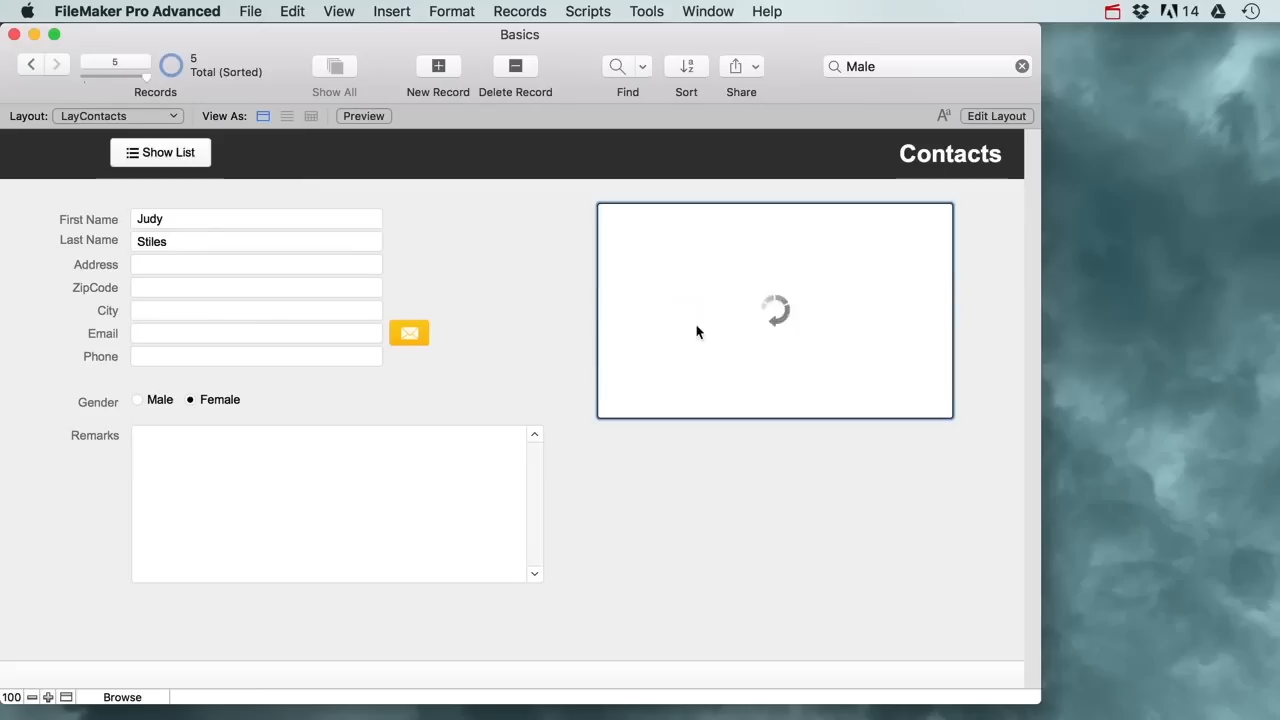 FileMaker Pro Advanced File Edit View Insert Format Records Scripts Tools Window Help 14
Basics
5
5
Total (Sorted)
Records
Show All
New Record
Delete Record
Find
Sort
Share
Male
Layout: LayContacts View As: Preview Aa Edit Layout
Show List
Contacts
First Name Judy
Last Name Stiles
Address
ZipCode
City
Email
Phone
Gender Male Female
Remarks
100 Browse